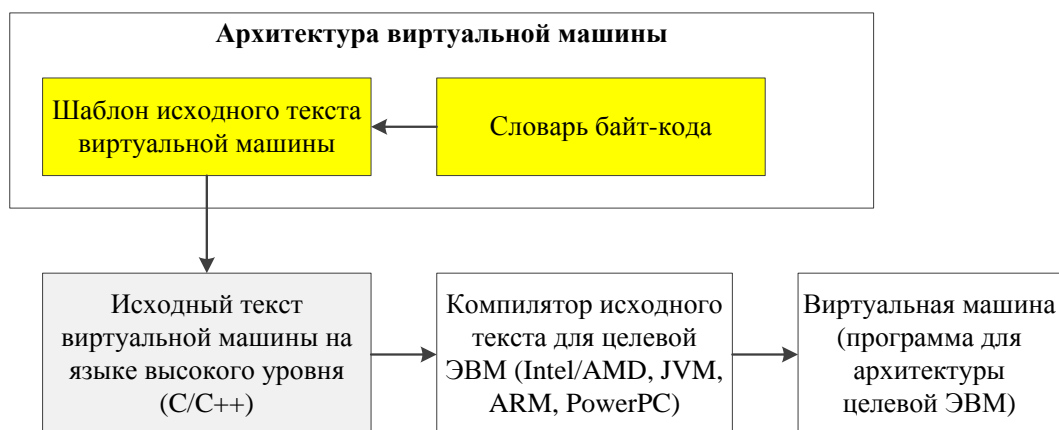 Архитектура виртуальной машины
Шаблон исходного текста
виртуальной машины
Словарь байт-кода
Исходный текст
виртуальной машины на
языке высокого уровня
(C/C++)
Компилятор исходного
текста для целевой
ЭВМ (Intel/AMD, JVM,
ARM, PowerPC)
Виртуальная машина
(программа для
архитектуры
целевой ЭВМ)